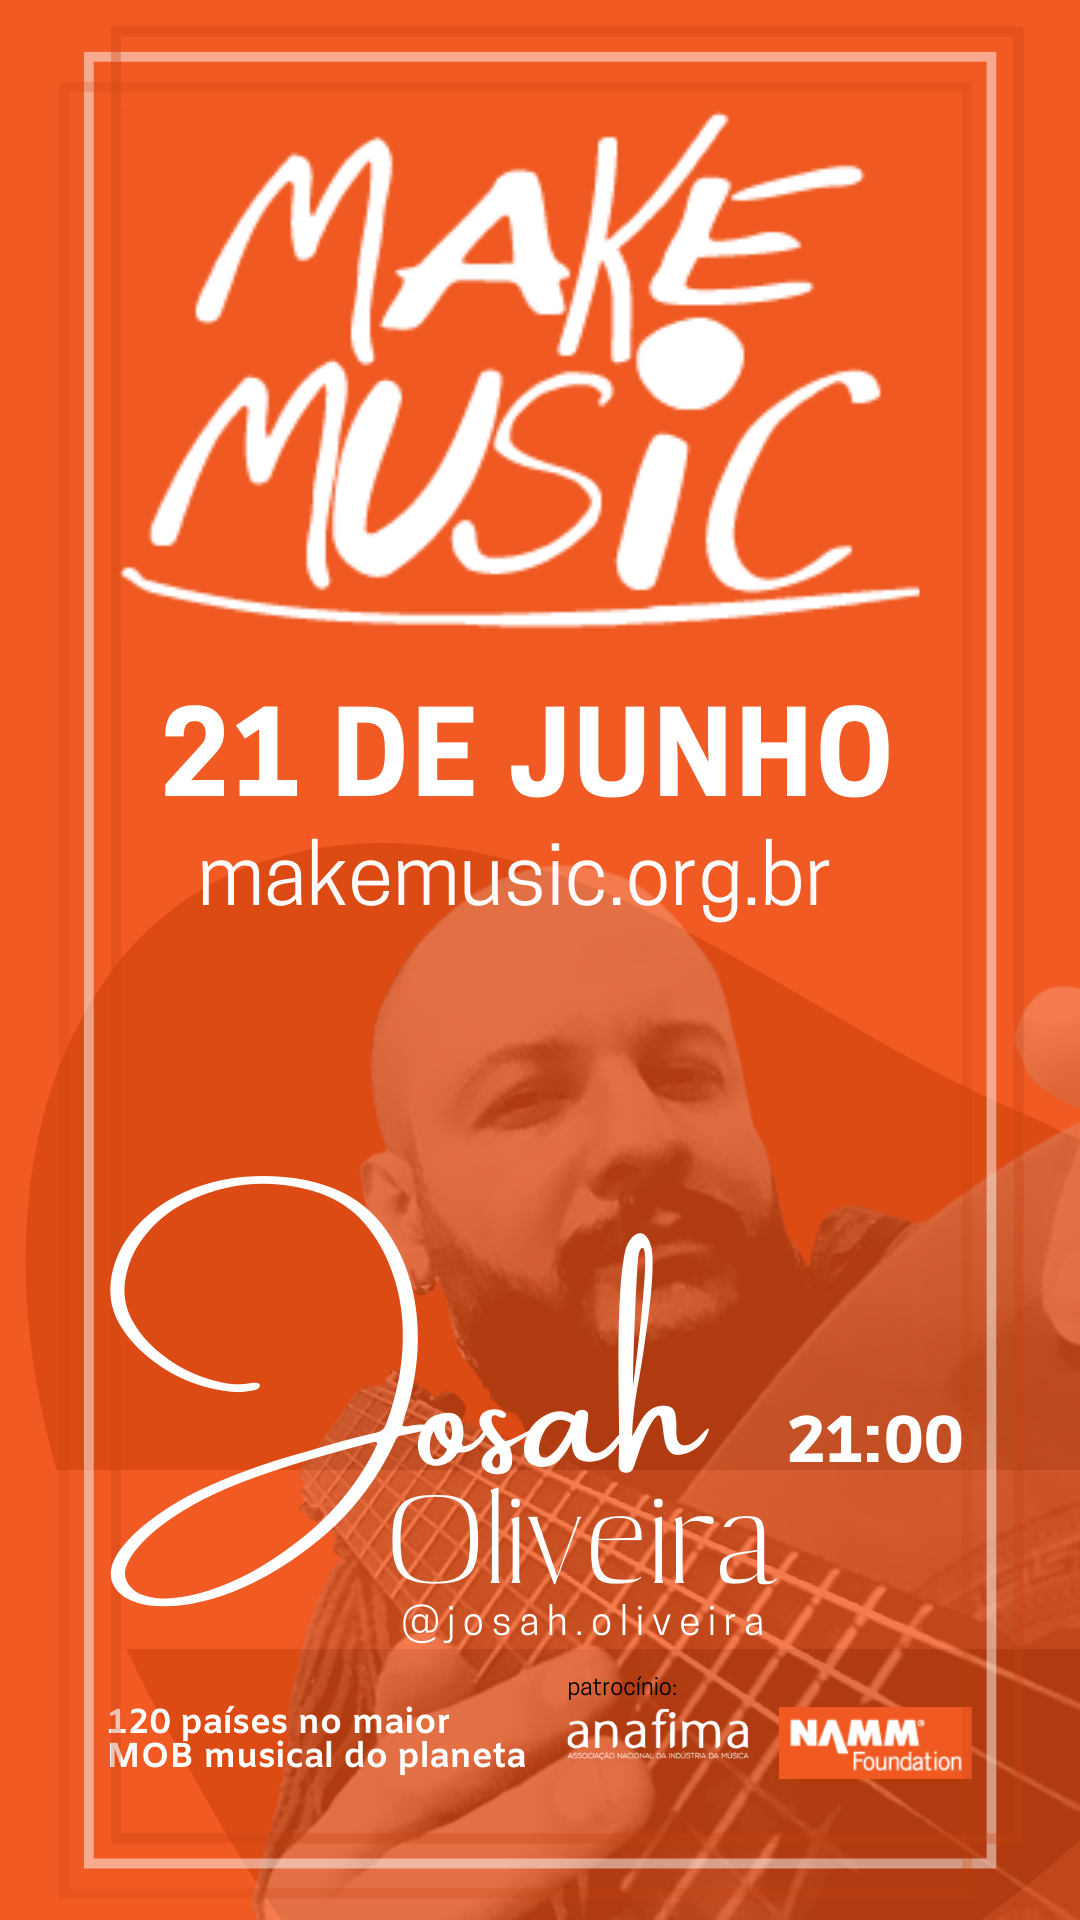 MAKE
MUSiC
21 DE JUNHO
makemusic.org.br
Josah
21:00
Oliveira
@josah.oliveira
patrocínio:
120 países no maior
MOB musical do planeta
anafima
ASSOCIAÇÃO NACIONAL DA INDÚSTRIA DA MÚSICA
NAMM®
Foundation